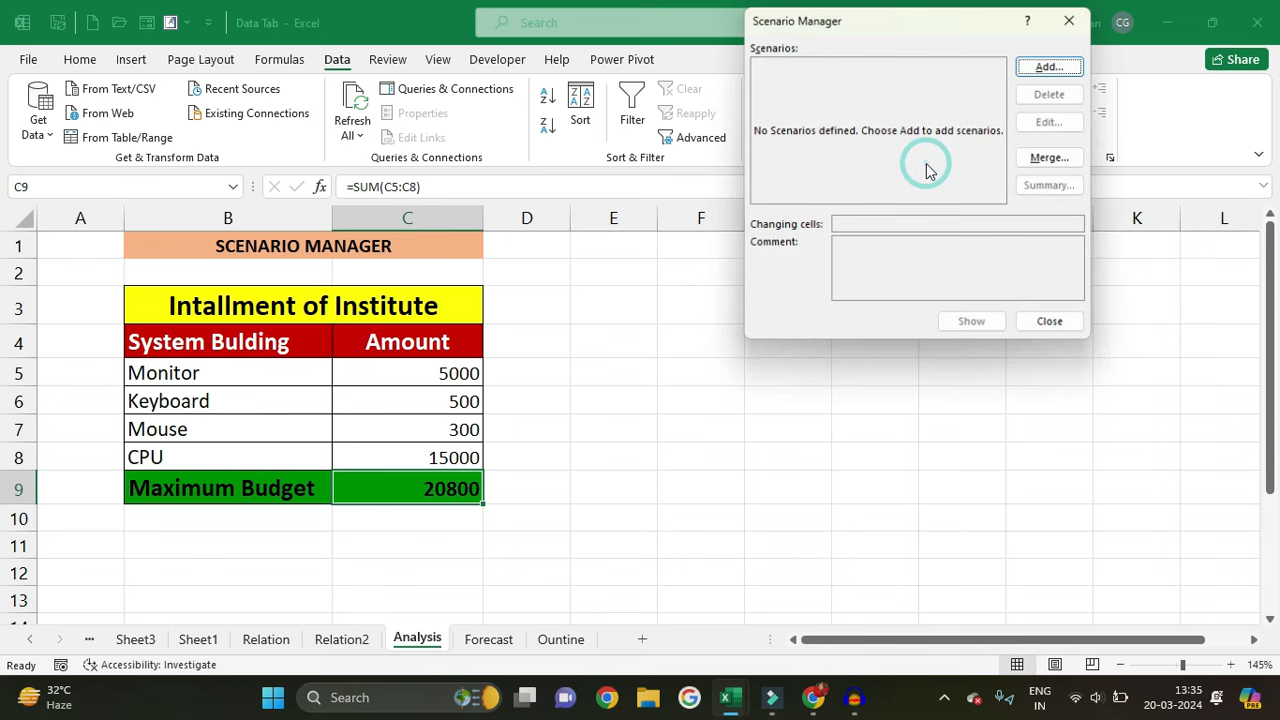 Data Tab - Excel
Search
an
CG
File
Home
Insert
Page Layout
Formulas
Data
Review
View
Developer
Help
Power Pivot
Share
Get
Data
From Text/CSV
From Web
From Table/Range
Recent Sources
Existing Connections
Get & Transform Data
Refresh
All
Queries & Connections
Properties
Edit Links
Queries & Connections
Sort
Filter
Clear
Reapply
Advanced
Sort & Filter
Scenario Manager
?
Scenarios:
No Scenarios defined. Choose Add to add scenarios.
Add...
Delete
Edit...
Merge...
Summary...
Changing cells:
Comment:
Show
Close
C9
fx
=SUM(C5:C8)
A B C D E F K L
1 SCENARIO MANAGER
2
3 Intallment of Institute
4 System Bulding Amount
5 Monitor 5000
6 Keyboard 500
7 Mouse 300
8 CPU 15000
9 Maximum Budget 20800
10
11
12
13
Sheet3
Sheet1
Relation
Relation2
Analysis
Forecast
Ountine
Ready
Accessibility: Investigate
145%
32°C
Haze
Search
ENG
IN
13:35
20-03-2024
PRE